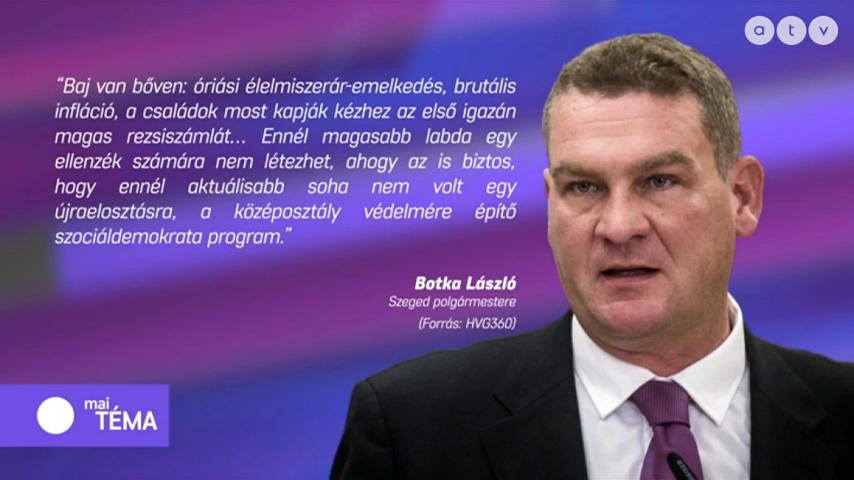 atv
“Baj van bőven: óriási élelmiszerár-emelkedés, brutális
infláció, a családok most kapják kézhez az első igazán
magas rezsiszámlát... Ennél magasabb labda egy
ellenzék számára nem létezhet, ahogy az is biztos,
hogy ennél aktuálisabb soha nem volt egy
újraelosztásra, a középosztály védelmére építő
szociáldemokrata program.”
Botka László
Szeged polgármestere
(Forrás: HVG360)
mai
TÉMA